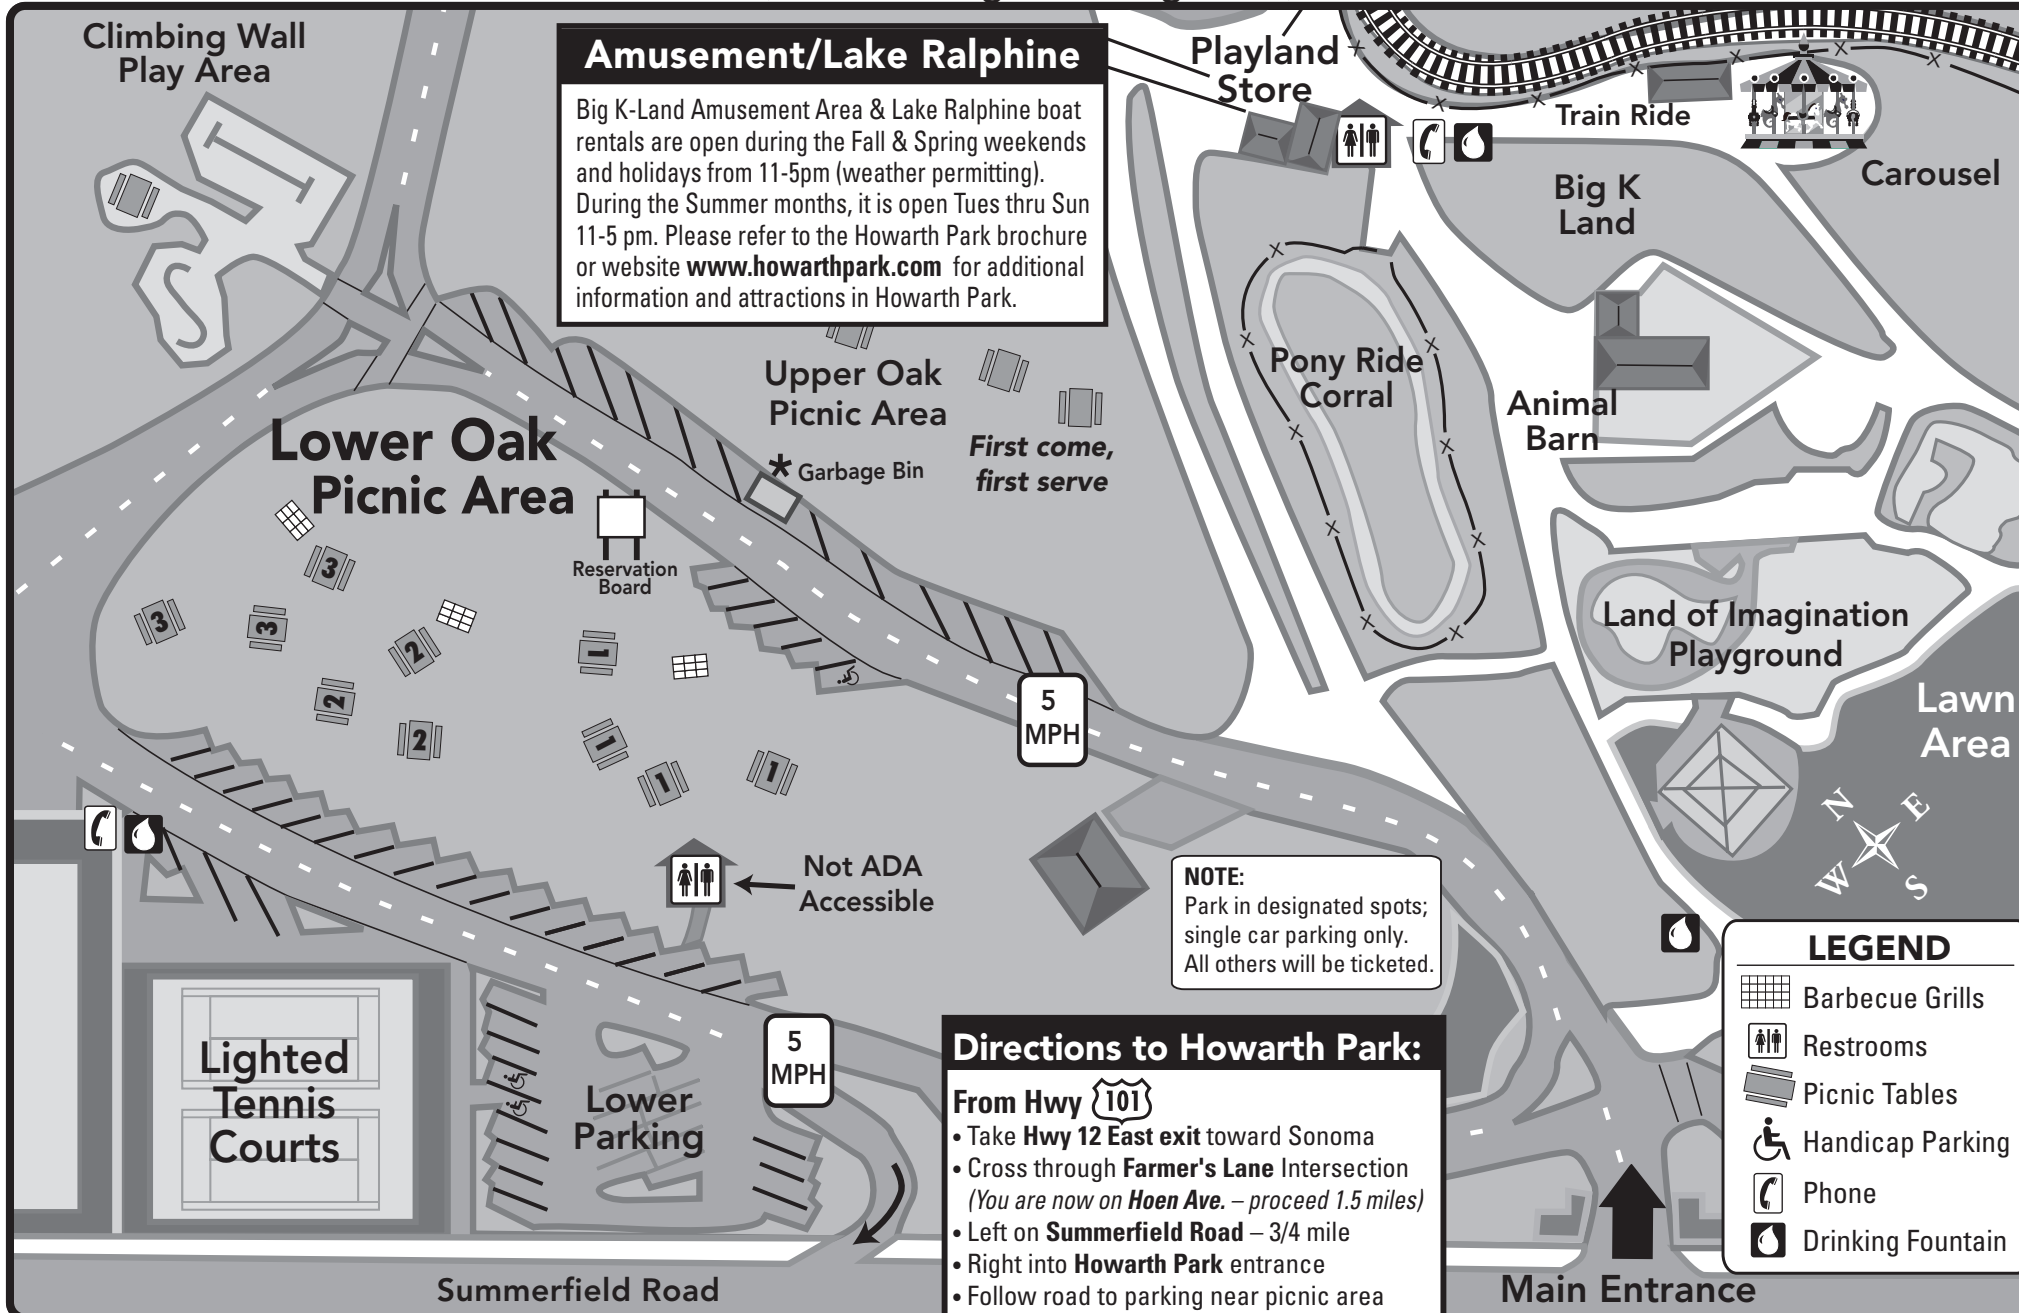 Climbing Wall
Play Area
Amusement/Lake Ralphine
Big K-Land Amusement Area & Lake Ralphine boat
rentals are open during the Fall & Spring weekends
and holidays from 11-5pm (weather permitting).
During the Summer months, it is open Tues thru Sun
11-5 pm. Please refer to the Howarth Park brochure
or website www.howarthpark.com for additional
information and attractions in Howarth Park.
Playland
Store
Train Ride
Carousel
Big K
Land
Pony Ride
Corral
Animal
Barn
Upper Oak
Picnic Area
First come,
first serve
* Garbage Bin
Lower Oak
Picnic Area
Reservation
Board
3
3
3
2
2
2
1
1
1
1
Land of Imagination
Playground
Lawn
Area
5
MPH
N
E
W
S
Not ADA
Accessible
NOTE:
Park in designated spots;
single car parking only.
All others will be ticketed.
Lighted
Tennis
Courts
Lower
Parking
5
MPH
Directions to Howarth Park:
From Hwy 101
• Take Hwy 12 East exit toward Sonoma
• Cross through Farmer's Lane Intersection
(You are now on Hoen Ave. – proceed 1.5 miles)
• Left on Summerfield Road – 3/4 mile
• Right into Howarth Park entrance
• Follow road to parking near picnic area
LEGEND
Barbecue Grills
Restrooms
Picnic Tables
Handicap Parking
Phone
Drinking Fountain
Summerfield Road
Main Entrance